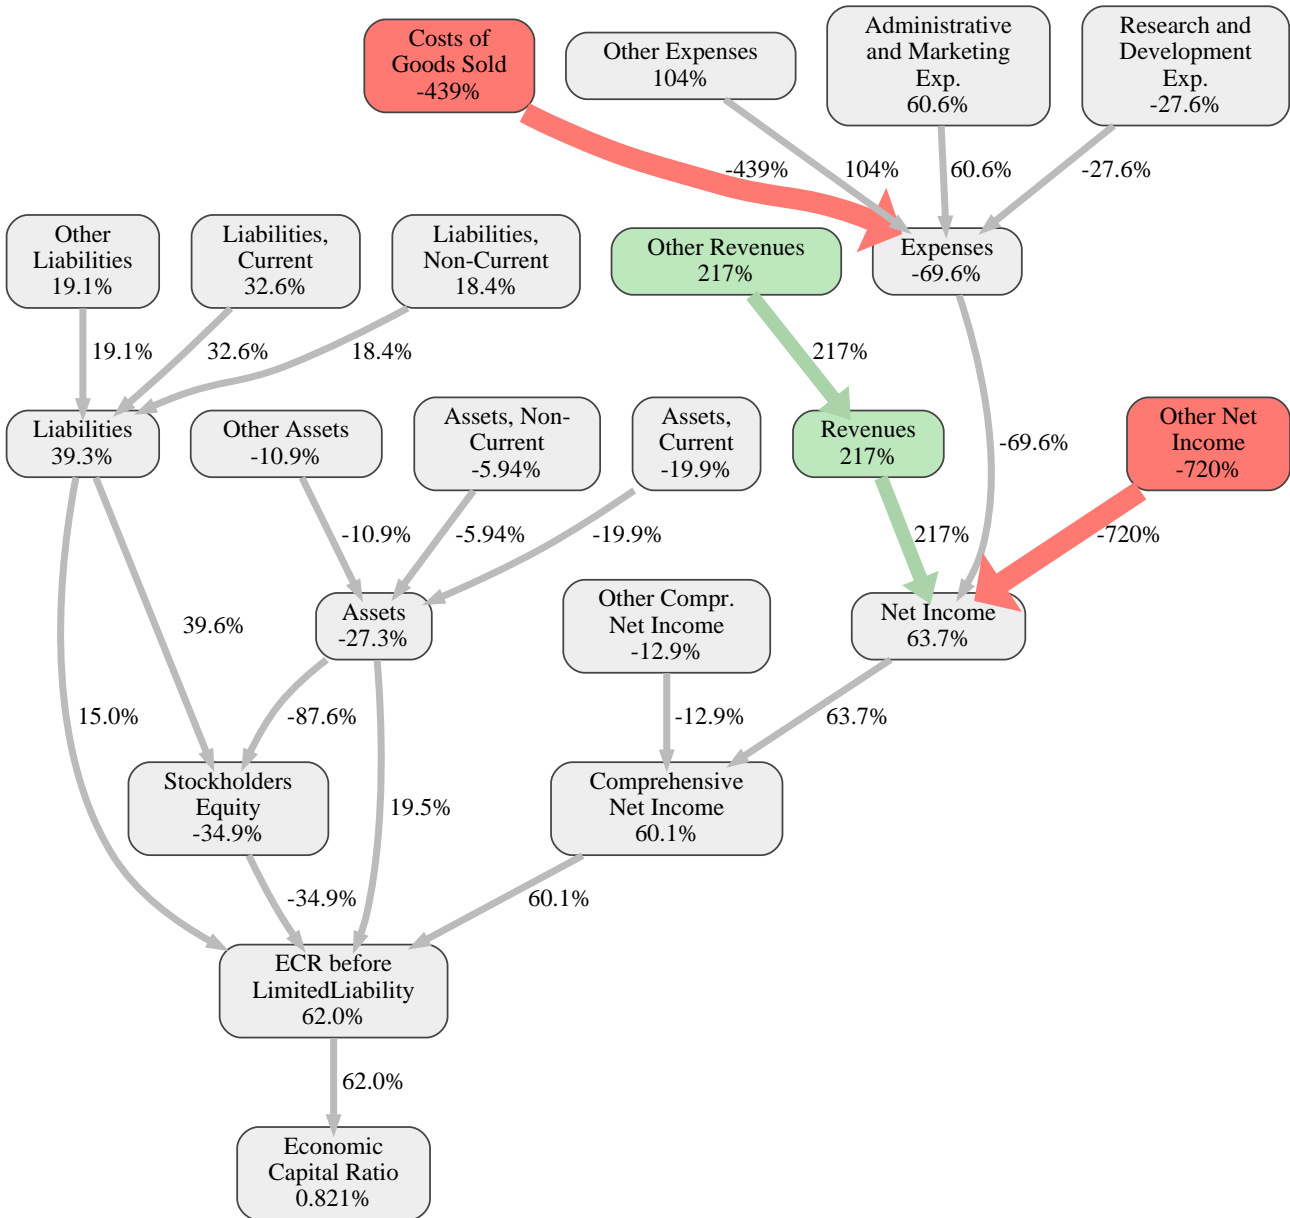 Costs of
Goods Sold
-439%
Other Expenses
104%
Administrative
and Marketing
Exp.
60.6%
Research and
Development
Exp.
-27.6%
-439%
104%
60.6%
-27.6%
Other
Liabilities
19.1%
Liabilities,
Current
32.6%
Liabilities,
Non-Current
18.4%
Other Revenues
217%
Expenses
-69.6%
19.1%
32.6%
18.4%
217%
Liabilities
39.3%
Other Assets
-10.9%
Assets, Non-
Current
-5.94%
Assets,
Current
-19.9%
Revenues
217%
-69.6%
Other Net
Income
-720%
-10.9%
-5.94%
-19.9%
217%
-720%
39.6%
Assets
-27.3%
Other Compr.
Net Income
-12.9%
Net Income
63.7%
15.0%
-87.6%
-12.9%
63.7%
Stockholders
Equity
-34.9%
19.5%
Comprehensive
Net Income
60.1%
-34.9%
60.1%
ECR before
LimitedLiability
62.0%
62.0%
Economic
Capital Ratio
0.821%